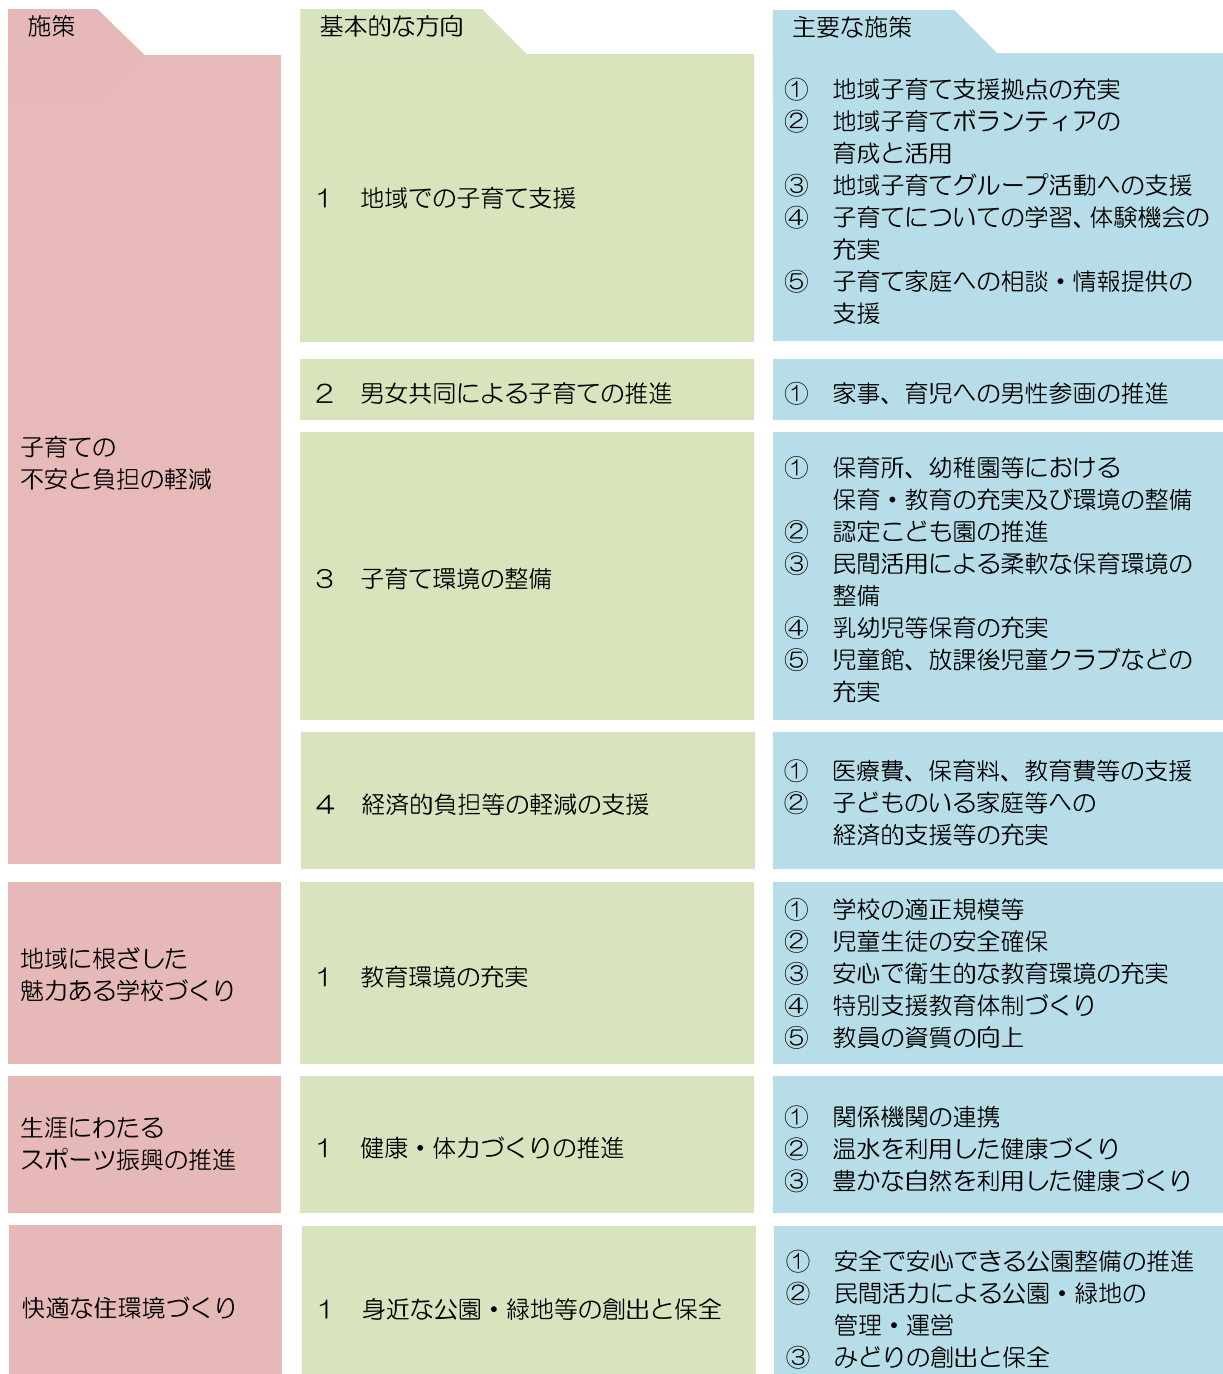 施策
基本的な方向
主要な施策
子育ての
不安と負担の軽減
1 地域での子育て支援
① 地域子育て支援拠点の充実
② 地域子育てボランティアの
育成と活用
③ 地域子育てグループ活動への支援
④ 子育てについての学習、体験機会の
充実
⑤ 子育て家庭への相談・情報提供の
支援
2 男女共同による子育ての推進
① 家事、育児への男性参画の推進
3 子育て環境の整備
① 保育所、幼稚園等における
保育・教育の充実及び環境の整備
② 認定こども園の推進
③ 民間活用による柔軟な保育環境の
整備
④ 乳幼児等保育の充実
⑤ 児童館、放課後児童クラブなどの
充実
4 経済的負担等の軽減の支援
① 医療費、保育料、教育費等の支援
② 子どものいる家庭等への
経済的支援等の充実
地域に根ざした
魅力ある学校づくり
1 教育環境の充実
① 学校の適正規模等
② 児童生徒の安全確保
③ 安心で衛生的な教育環境の充実
④ 特別支援教育体制づくり
⑤ 教員の資質の向上
生涯にわたる
スポーツ振興の推進
1 健康・体力づくりの推進
① 関係機関の連携
② 温水を利用した健康づくり
③ 豊かな自然を利用した健康づくり
快適な住環境づくり
1 身近な公園・緑地等の創出と保全
① 安全で安心できる公園整備の推進
② 民間活力による公園・緑地の
管理・運営
③ みどりの創出と保全